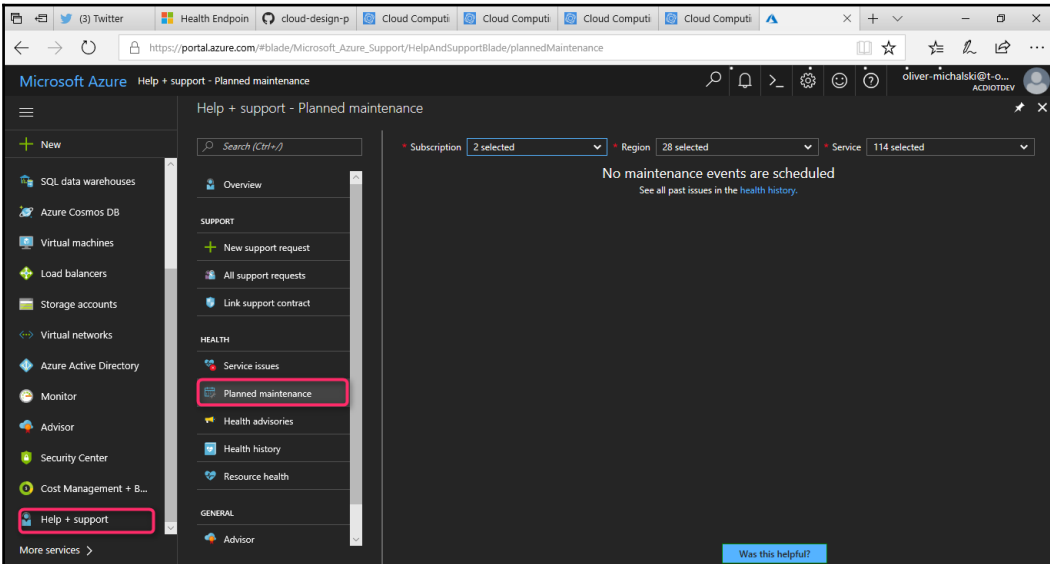 (3) Twitter
Health Endpoin
cloud-design-p
Cloud Computi
Cloud Computi
Cloud Computi
Cloud Computi
https://portal.azure.com/#blade/Microsoft_Azure_Support/HelpAndSupportBlade/plannedMaintenance
Microsoft Azure Help + support - Planned maintenance
oliver-michalski@t-o...
ACDIOTDEV
Help + support - Planned maintenance
New
SQL data warehouses
Azure Cosmos DB
Virtual machines
Load balancers
Storage accounts
Virtual networks
Azure Active Directory
Monitor
Advisor
Security Center
Cost Management + B...
Help + support
More services >
Search (Ctrl+/)
Overview
SUPPORT
New support request
All support requests
Link support contract
HEALTH
Service issues
Planned maintenance
Health advisories
Health history
Resource health
GENERAL
Advisor
* Subscription 2 selected * Region 28 selected * Service 114 selected
No maintenance events are scheduled
See all past issues in the health history.
Was this helpful?